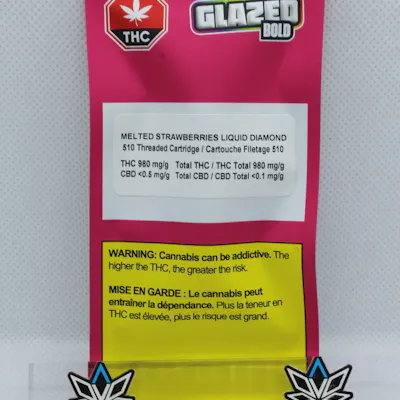 THC
GLAZED
BOLD
MELTED STRAWBERRIES LIQUID DIAMOND
510 Threaded Cartridge / Cartouche Filetage 510
THC 980 mg/g Total THC / THC Total 980 mg/g
CBD <0.5 mg/g Total CBD / CBD Total <0.1 mg/g
WARNING: Cannabis can be addictive. The
higher the THC, the greater the risk.
MISE EN GARDE : Le cannabis peut
entraîner la dépendance. Plus la teneur en
THC est élevée, plus le risque est grand.